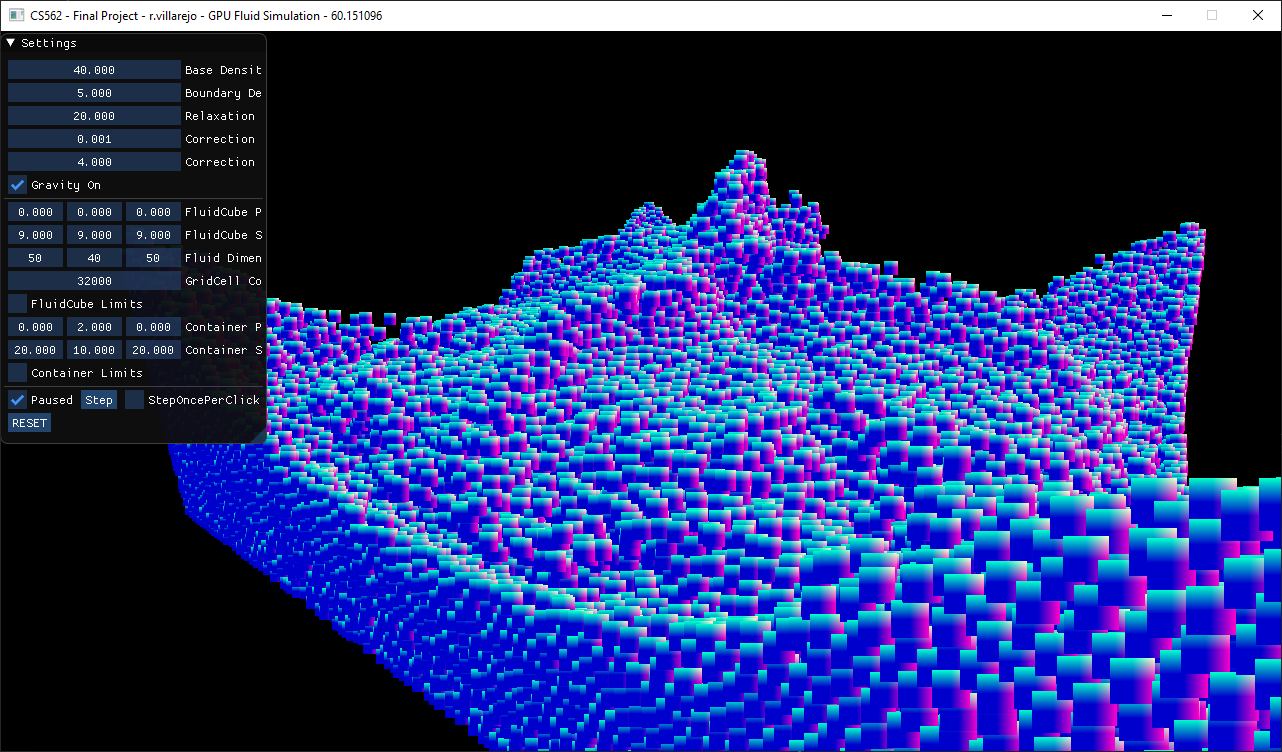 CS562 - Final Project - r.villarejo - GPU Fluid Simulation - 60.151096
Settings
40.000 Base Densit
5.000 Boundary De
20.000 Relaxation
0.001 Correction
4.000 Correction
Gravity On
0.000 0.000 0.000 FluidCube P
9.000 9.000 9.000 FluidCube S
50 40 50 Fluid Dimen
32000 GridCell Co
FluidCube Limits
0.000 2.000 0.000 Container P
20.000 10.000 20.000 Container S
Container Limits
Paused Step StepOncePerClick
RESET